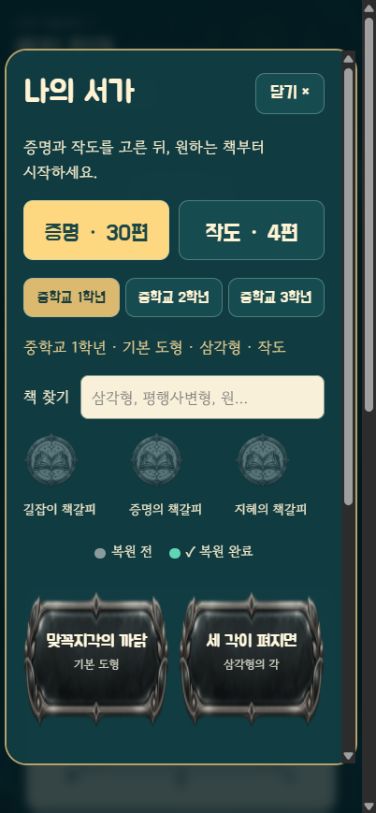 나의 서가
닫기 ×
증명과 작도를 고른 뒤, 원하는 책부터
시작하세요.
증명 · 30편
작도 · 4편
중학교 1학년
중학교 2학년
중학교 3학년
중학교 1학년 · 기본 도형 · 삼각형 · 작도
책 찾기
삼각형, 평행사변형, 원...
길잡이 책갈피
증명의 책갈피
지혜의 책갈피
복원 전
✓ 복원 완료
맞꼭지각의 까닭
기본 도형
세 각이 펴지면
삼각형의 각